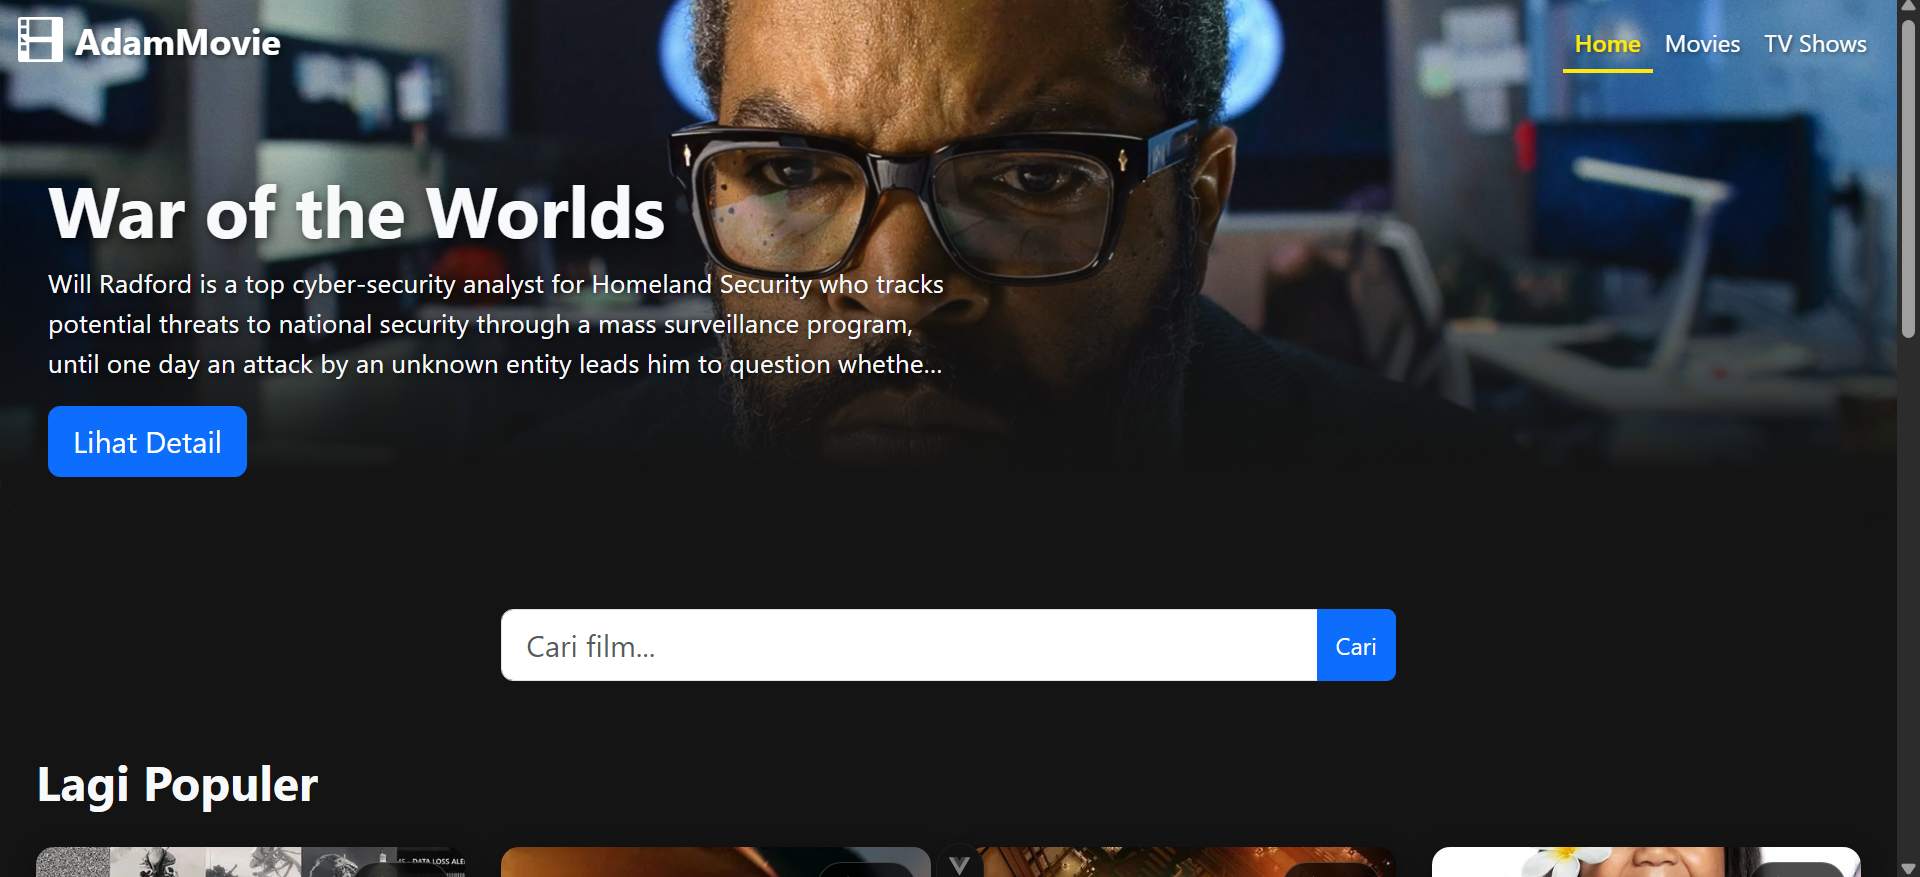 AdamMovie
Home Movies TV Shows
War of the Worlds
Will Radford is a top cyber-security analyst for Homeland Security who tracks
potential threats to national security through a mass surveillance program,
until one day an attack by an unknown entity leads him to question whethe...
Lihat Detail
Cari film...
Cari
Lagi Populer
DATA LOSS